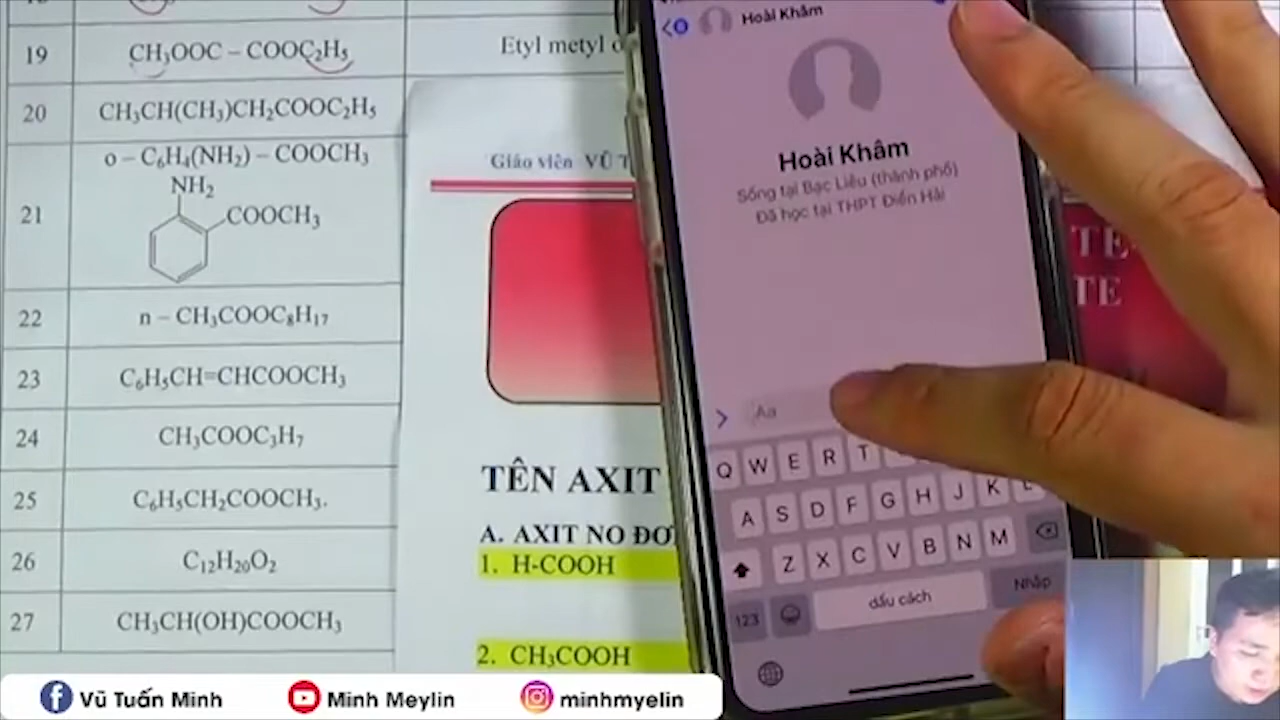 19 CH₃OOC – COOC₂H₅ Etyl metyl
20 CH₃CH(CH₃)CH₂COOC₂H₅
21 o – C₆H₄(NH₂) – COOCH₃
NH₂
COOCH₃
22 n – CH₃COOC₈H₁₇
23 C₆H₅CH=CHCOOCH₃
24 CH₃COOC₃H₇
25 C₆H₅CH₂COOCH₃.
26 C₁₂H₂₀O₂
27 CH₃CH(OH)COOCH₃
Giáo viên VŨ
TÊN AXIT
A. AXIT NO
1. H-COOH
2. CH₃COOH
Hoài Khâm
Hoài Khâm
Sống tại Bạc Liêu (thành phố)
Đã học tại THPT Điền Hải
Aa
Q W E R T
A S D F G H J K L
Z X C V B N M
123 dấu cách Nhập
TE
Vũ Tuấn Minh Minh Meylin minhmyelin